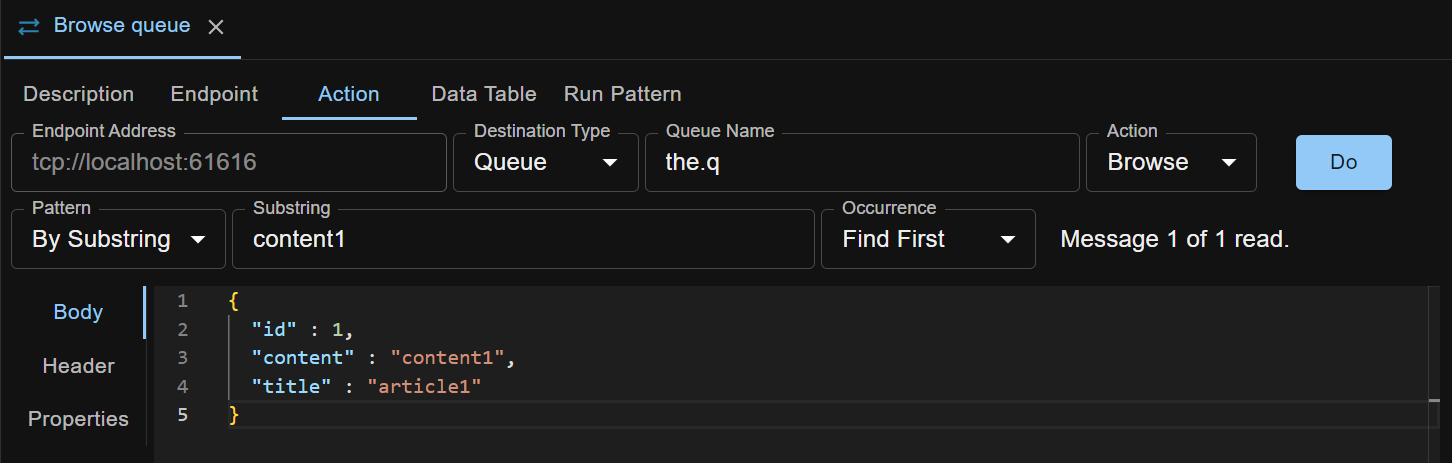 Browse queue
Description Endpoint Action Data Table Run Pattern
Endpoint Address Destination Type Queue Name Action
tcp://localhost:61616 Queue the.q Browse Do
Pattern Substring Occurrence
By Substring content1 Find First Message 1 of 1 read.
Body
Header
Properties
1 {
2 "id" : 1,
3 "content" : "content1",
4 "title" : "article1"
5 }